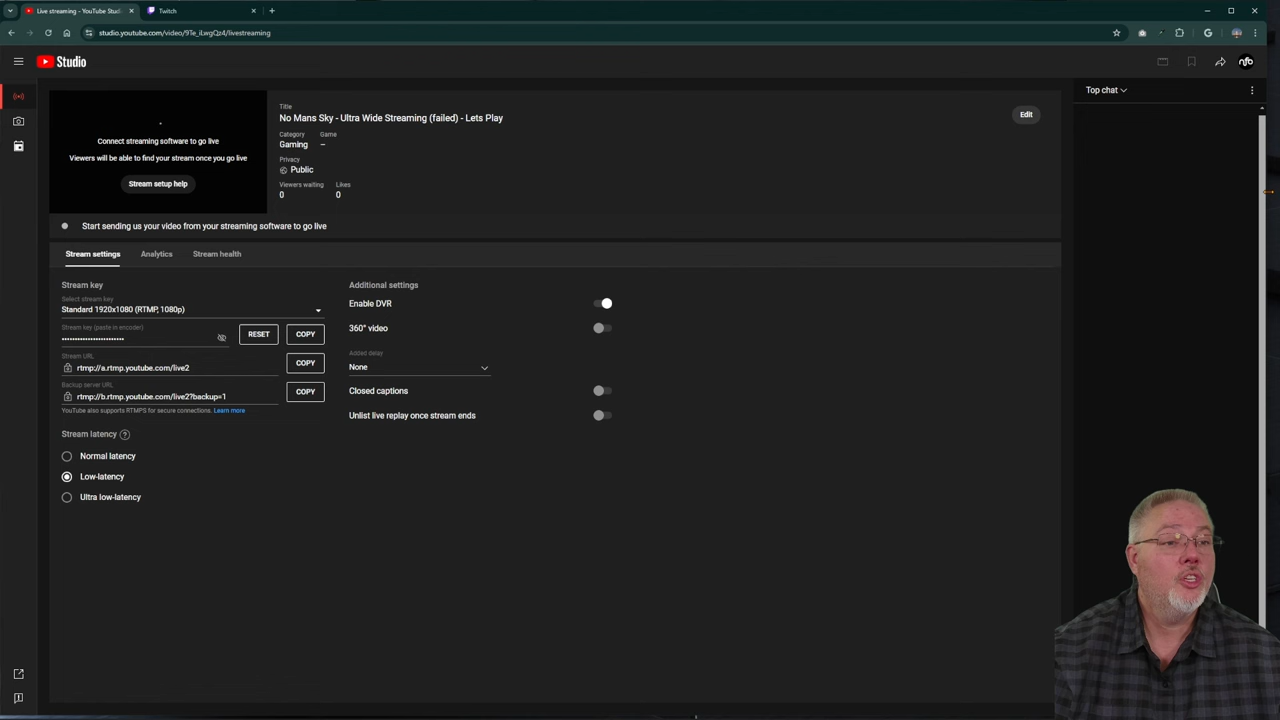 Live streaming - YouTube Studi
Twitch
studio.youtube.com/video/9Te_iLwgQz4/livestreaming
Studio
nfo
Connect streaming software to go live
Viewers will be able to find your stream once you go live
Stream setup help
Title
No Mans Sky - Ultra Wide Streaming (failed) - Lets Play
Edit
Category
Game
Gaming
–
Privacy
Public
Viewers waiting
Likes
0
0
Top chat
Start sending us your video from your streaming software to go live
Stream settings
Analytics
Stream health
Stream key
Select stream key
Standard 1920x1080 (RTMP, 1080p)
Stream key (paste in encoder)
••••••••••••••••••••••••
RESET
COPY
Stream URL
rtmp://a.rtmp.youtube.com/live2
COPY
Backup server URL
rtmp://b.rtmp.youtube.com/live2?backup=1
COPY
YouTube also supports RTMPS for secure connections. Learn more
Stream latency
Normal latency
Low-latency
Ultra low-latency
Additional settings
Enable DVR
360° video
Added delay
None
Closed captions
Unlist live replay once stream ends